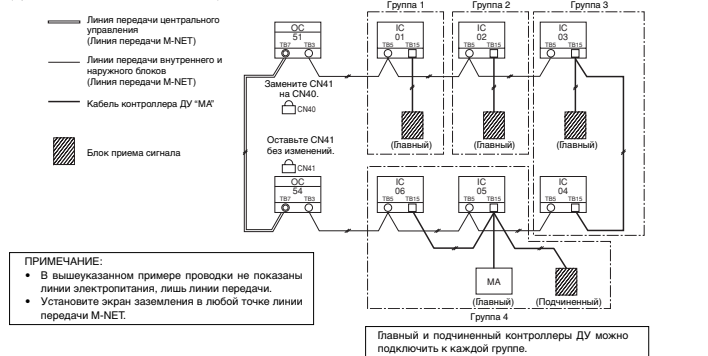 Линия передачи центрального
управления
(Линия передачи M-NET)
Линии передачи внутреннего и
наружного блоков
(Линия передачи M-NET)
Кабель контроллера ДУ “МА”
Блок приема сигнала
Группа 1
Группа 2
Группа 3
OC
51
TB7 TB3
IC
01
TB5 TB15
IC
02
TB5 TB15
IC
03
TB5 TB15
Замените CN41
на CN40.
CN40
(Главный)
(Главный)
(Главный)
Оставьте CN41
без изменений.
CN41
OC
54
TB7 TB3
IC
06
TB5 TB15
IC
05
TB5 TB15
IC
04
TB5 TB15
MA
(Главный)
(Подчиненный)
Группа 4
ПРИМЕЧАНИЕ:
• В вышеуказанном примере проводки не показаны
линии электропитания, лишь линии передачи.
• Установите экран заземления в любой точке линии
передачи M-NET.
Главный и подчиненный контроллеры ДУ можно
подключить к каждой группе.